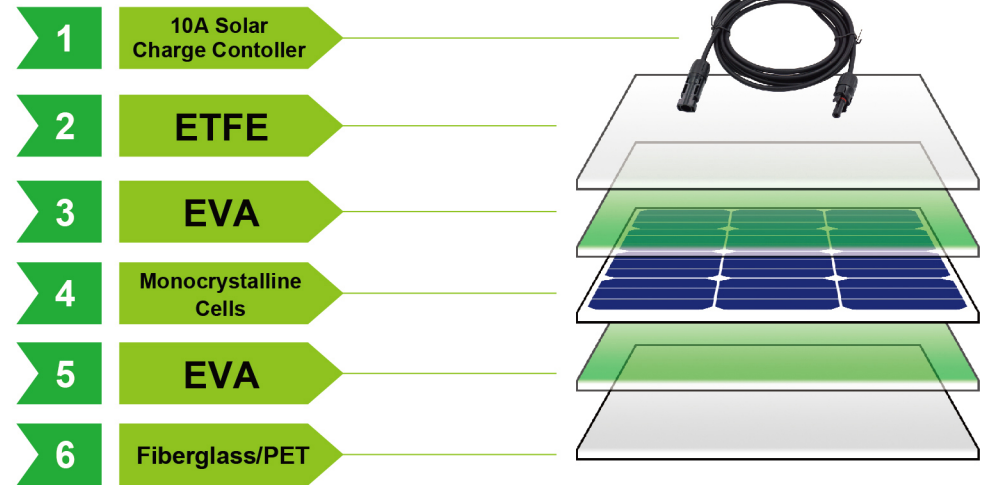 1
10A Solar
Charge Contoller
2
ETFE
3
EVA
4
Monocrystalline
Cells
5
EVA
6
Fiberglass/PET